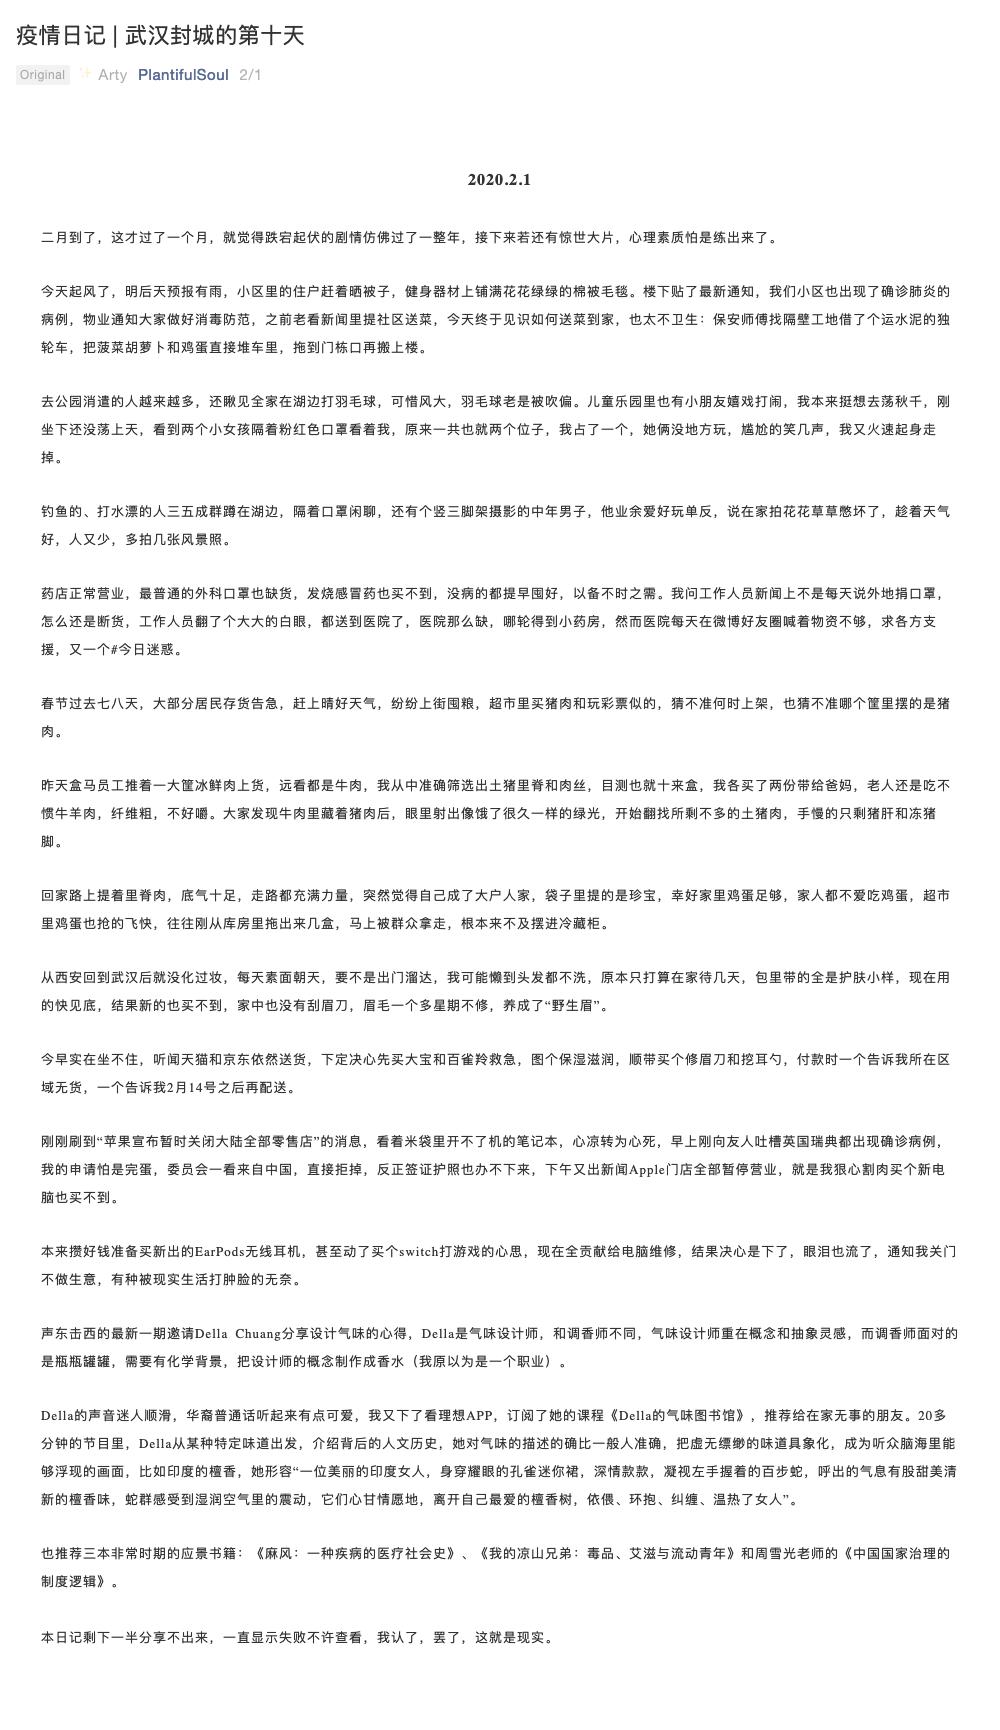 疫情日记 | 武汉封城的第十天
Original ✨ Arty PlantifulSoul 2/1
2020.2.1
二月到了，这才过了一个月，就觉得跌宕起伏的剧情仿佛过了一整年，接下来若还有惊世大片，心理素质怕是练出来了。
今天起风了，明后天预报有雨，小区里的住户赶着晒被子，健身器材上铺满花花绿绿的棉被毛毯。楼下贴了最新通知，我们小区也出现了确诊肺炎的
病例，物业通知大家做好消毒防范，之前老看新闻里提社区送菜，今天终于见识如何送菜到家，也太不卫生：保安师傅找隔壁工地借了个运水泥的独
轮车，把菠菜胡萝卜和鸡蛋直接堆车里，拖到门栋口再搬上楼。
去公园消遣的人越来越多，还瞅见全家在湖边打羽毛球，可惜风大，羽毛球老是被吹偏。儿童乐园里也有小朋友嬉戏打闹，我本来挺想去荡秋千，刚
坐下还没荡上天，看到两个小女孩隔着粉红色口罩看着我，原来一共也就两个位子，我占了一个，她俩没地方玩，尴尬的笑几声，我又火速起身走
掉。
钓鱼的、打水漂的人三五成群蹲在湖边，隔着口罩闲聊，还有个竖三脚架摄影的中年男子，他业余爱好玩单反，说在家拍花花草草憋坏了，趁着天气
好，人又少，多拍几张风景照。
药店正常营业，最普通的外科口罩也缺货，发烧感冒药也买不到，没病的都提早囤好，以备不时之需。我问工作人员新闻上不是每天说外地捐口罩，
怎么还是断货，工作人员翻了个大大的白眼，都送到医院了，医院那么缺，哪轮得到小药房，然而医院每天在微博好友圈喊着物资不够，求各方支
援，又一个#今日迷惑。
春节过去七八天，大部分居民存货告急，赶上晴好天气，纷纷上街囤粮，超市里买猪肉和玩彩票似的，猜不准何时上架，也猜不准哪个筐里摆的是猪
肉。
昨天盒马员工推着一大筐冰鲜肉上货，远看都是牛肉，我从中准确筛选出土猪里脊和肉丝，目测也就十来盒，我各买了两份带给爸妈，老人还是吃不
惯牛羊肉，纤维粗，不好嚼。大家发现牛肉里藏着猪肉后，眼里射出像饿了很久一样的绿光，开始翻找所剩不多的土猪肉，手慢的只剩猪肝和冻猪
脚。
回家路上提着里脊肉，底气十足，走路都充满力量，突然觉得自己成了大户人家，袋子里提的是珍宝，幸好家里鸡蛋足够，家人都不爱吃鸡蛋，超市
里鸡蛋也抢的飞快，往往刚从库房里拖出来几盒，马上被群众拿走，根本来不及摆进冷藏柜。
从西安回到武汉后就没化过妆，每天素面朝天，要不是出门溜达，我可能懒到头发都不洗，原本只打算在家待几天，包里带的全是护肤小样，现在用
的快见底，结果新的也买不到，家中也没有刮眉刀，眉毛一个多星期不修，养成了“野生眉”。
今早实在坐不住，听闻天猫和京东依然送货，下定决心先买大宝和百雀羚救急，图个保湿滋润，顺带买个修眉刀和挖耳勺，付款时一个告诉我所在区
域无货，一个告诉我2月14号之后再配送。
刚刚刷到“苹果宣布暂时关闭大陆全部零售店”的消息，看着米袋里开不了机的笔记本，心凉转为心死，早上刚向友人吐槽英国瑞典都出现确诊病例，
我的申请怕是完蛋，委员会一看来自中国，直接拒掉，反正签证护照也办不下来，下午又出新闻Apple门店全部暂停营业，就是我狠心割肉买个新电
脑也买不到。
本来攒好钱准备买新出的EarPods无线耳机，甚至动了买个switch打游戏的心思，现在全贡献给电脑维修，结果决心是下了，眼泪也流了，通知我关门
不做生意，有种被现实生活打肿脸的无奈。
声东击西的最新一期邀请Della Chuang分享设计气味的心得，Della是气味设计师，和调香师不同，气味设计师重在概念和抽象灵感，而调香师面对的
是瓶瓶罐罐，需要有化学背景，把设计师的概念制作成香水（我原以为是一个职业）。
Della的声音迷人顺滑，华裔普通话听起来有点可爱，我又下了看理想APP，订阅了她的课程《Della的气味图书馆》，推荐给在家无事的朋友。20多
分钟的节目里，Della从某种特定味道出发，介绍背后的人文历史，她对气味的描述的确比一般人准确，把虚无缥缈的味道具象化，成为听众脑海里能
够浮现的画面，比如印度的檀香，她形容“一位美丽的印度女人，身穿耀眼的孔雀迷你裙，深情款款，凝视左手握着的百步蛇，呼出的气息有股甜美清
新的檀香味，蛇群感受到湿润空气里的震动，它们心甘情愿地，离开自己最爱的檀香树，依偎、环抱、纠缠、温热了女人”。
也推荐三本非常时期的应景书籍：《麻风：一种疾病的医疗社会史》、《我的凉山兄弟：毒品、艾滋与流动青年》和周雪光老师的《中国国家治理的
制度逻辑》。
本日记剩下一半分享不出来，一直显示失败不许查看，我认了，罢了，这就是现实。